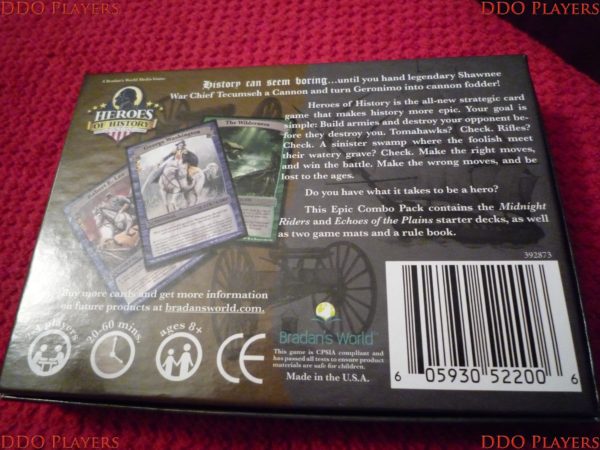 DDO Players DDO Players
A Bradan's World Media Game
History can seem boring...until you hand legendary Shawnee
War Chief Tecumseh a Cannon and turn Geronimo into cannon fodder!
HEROES
OF HISTORY
Heroes of History is the all-new strategic card
game that makes history more epic. Your goal is
simple: Build armies and destroy your opponent be-
fore they destroy you. Tomahawks? Check. Rifles?
Check. A sinister swamp where the foolish meet
their watery grave? Check. Make the right moves,
and win the battle. Make the wrong moves, and be
lost to the ages.
George Washington
The Wilderness
Do you have what it takes to be a hero?
This Epic Combo Pack contains the Midnight
Riders and Echoes of the Plains starter decks, as well
as two game mats and a rule book.
392873
Buy more cards and get more information
on future products at bradansworld.com.
players
20-60 mins.
ages 8+
CE
Bradan's World™
This game is CPSIA compliant and
has passed all tests to ensure product
materials are safe for children.
Made in the U.S.A.
6 05930 52200 6
DDO Players DDO Players